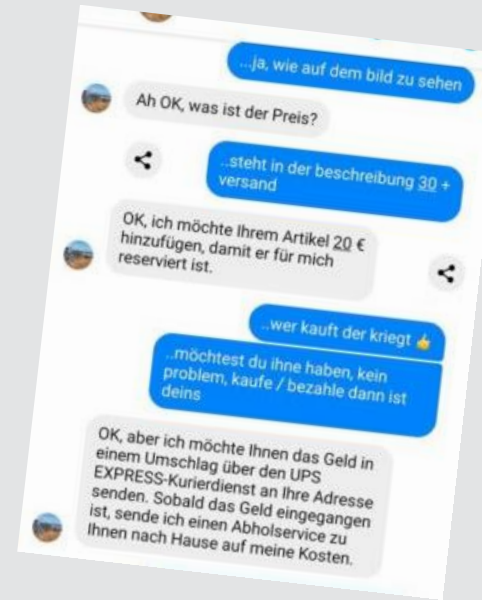 ...ja, wie auf dem bild zu sehen
Ah OK, was ist der Preis?
..steht in der beschreibung 30 +
versand
OK, ich möchte Ihrem Artikel 20 €
hinzufügen, damit er für mich
reserviert ist.
..wer kauft der kriegt 👍
..möchtest du ihne haben, kein
problem, kaufe / bezahle dann ist
deins
OK, aber ich möchte Ihnen das Geld in
einem Umschlag über den UPS
EXPRESS-Kurierdienst an Ihre Adresse
senden. Sobald das Geld eingegangen
ist, sende ich einen Abholservice zu
Ihnen nach Hause auf meine Kosten.